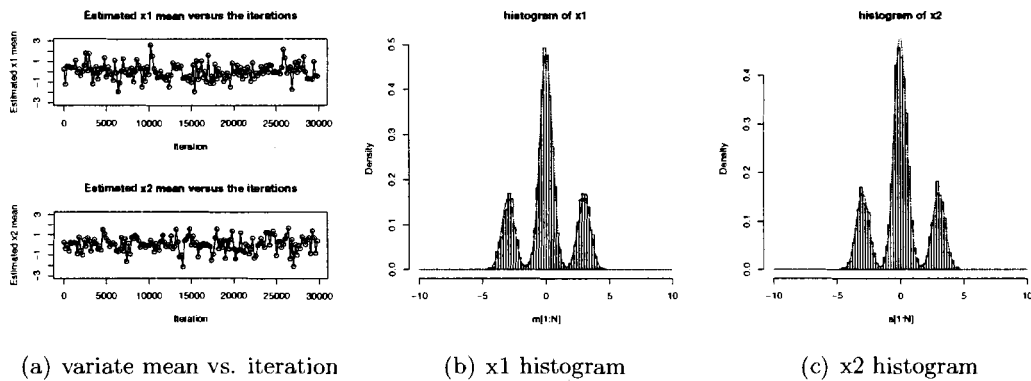 Estimated x1 mean versus the iterations
Estimated x1 mean
3
1
−1
−3
0 5000 10000 15000 20000 25000 30000
Iteration
Estimated x2 mean versus the iterations
Estimated x2 mean
3
1
−1
−3
0 5000 10000 15000 20000 25000 30000
Iteration
(a) variate mean vs. iteration
histogram of x1
Density
0.5
0.4
0.3
0.2
0.1
0.0
−10 −5 0 5 10
m[1:N]
(b) x1 histogram
histogram of x2
Density
0.4
0.3
0.2
0.1
0.0
−10 −5 0 5 10
s[1:N]
(c) x2 histogram